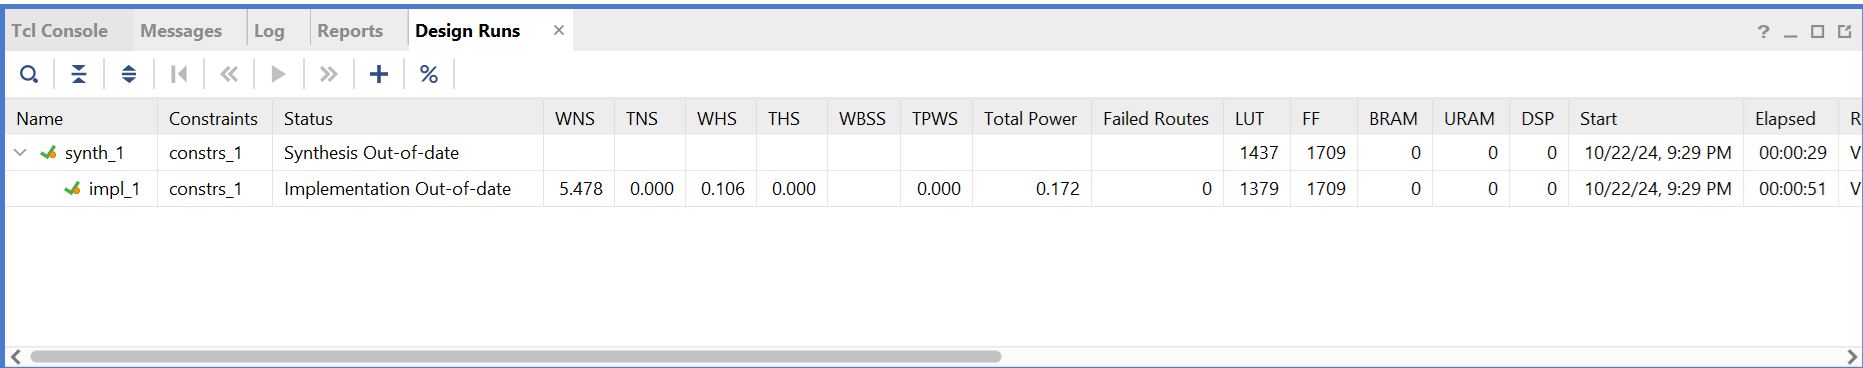 Tcl Console Messages Log Reports Design Runs ×
Name Constraints Status WNS TNS WHS THS WBSS TPWS Total Power Failed Routes LUT FF BRAM URAM DSP Start Elapsed R
synth_1 constrs_1 Synthesis Out-of-date 1437 1709 0 0 0 10/22/24, 9:29 PM 00:00:29 V
impl_1 constrs_1 Implementation Out-of-date 5.478 0.000 0.106 0.000 0.000 0.172 0 1379 1709 0 0 0 10/22/24, 9:29 PM 00:00:51 V